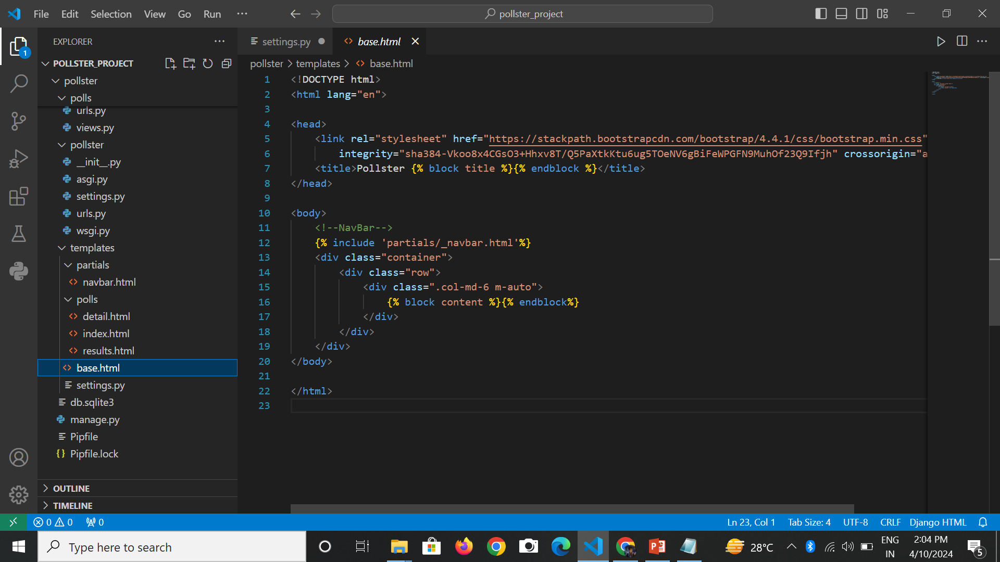 File Edit Selection View Go Run ··· pollster_project
EXPLORER ···
settings.py
base.html
POLLSTER_PROJECT
pollster
polls
urls.py
views.py
pollster
__init__.py
asgi.py
settings.py
urls.py
wsgi.py
templates
partials
navbar.html
polls
detail.html
index.html
results.html
base.html
settings.py
db.sqlite3
manage.py
Pipfile
Pipfile.lock
OUTLINE
TIMELINE
1
pollster > templates > base.html
1 <!DOCTYPE html>
2 <html lang="en">
3
4 <head>
5 <link rel="stylesheet" href="https://stackpath.bootstrapcdn.com/bootstrap/4.4.1/css/bootstrap.min.css"
6 integrity="sha384-Vkoo8x4CGsO3+Hhxv8T/Q5PaXtkKtu6ug5TOeNV6gBiFeWPGFN9MuhOf23Q9Ifjh" crossorigin="a
7 <title>Pollster {% block title %}{% endblock %}</title>
8 </head>
9
10 <body>
11 <!--NavBar-->
12 {% include 'partials/_navbar.html'%}
13 <div class="container">
14 <div class="row">
15 <div class=".col-md-6 m-auto">
16 {% block content %}{% endblock%}
17 </div>
18 </div>
19 </div>
20 </body>
21
22 </html>
23
0 0 0 Ln 23, Col 1 Tab Size: 4 UTF-8 CRLF Django HTML
Type here to search
28°C
ENG
IN
2:04 PM
4/10/2024
5